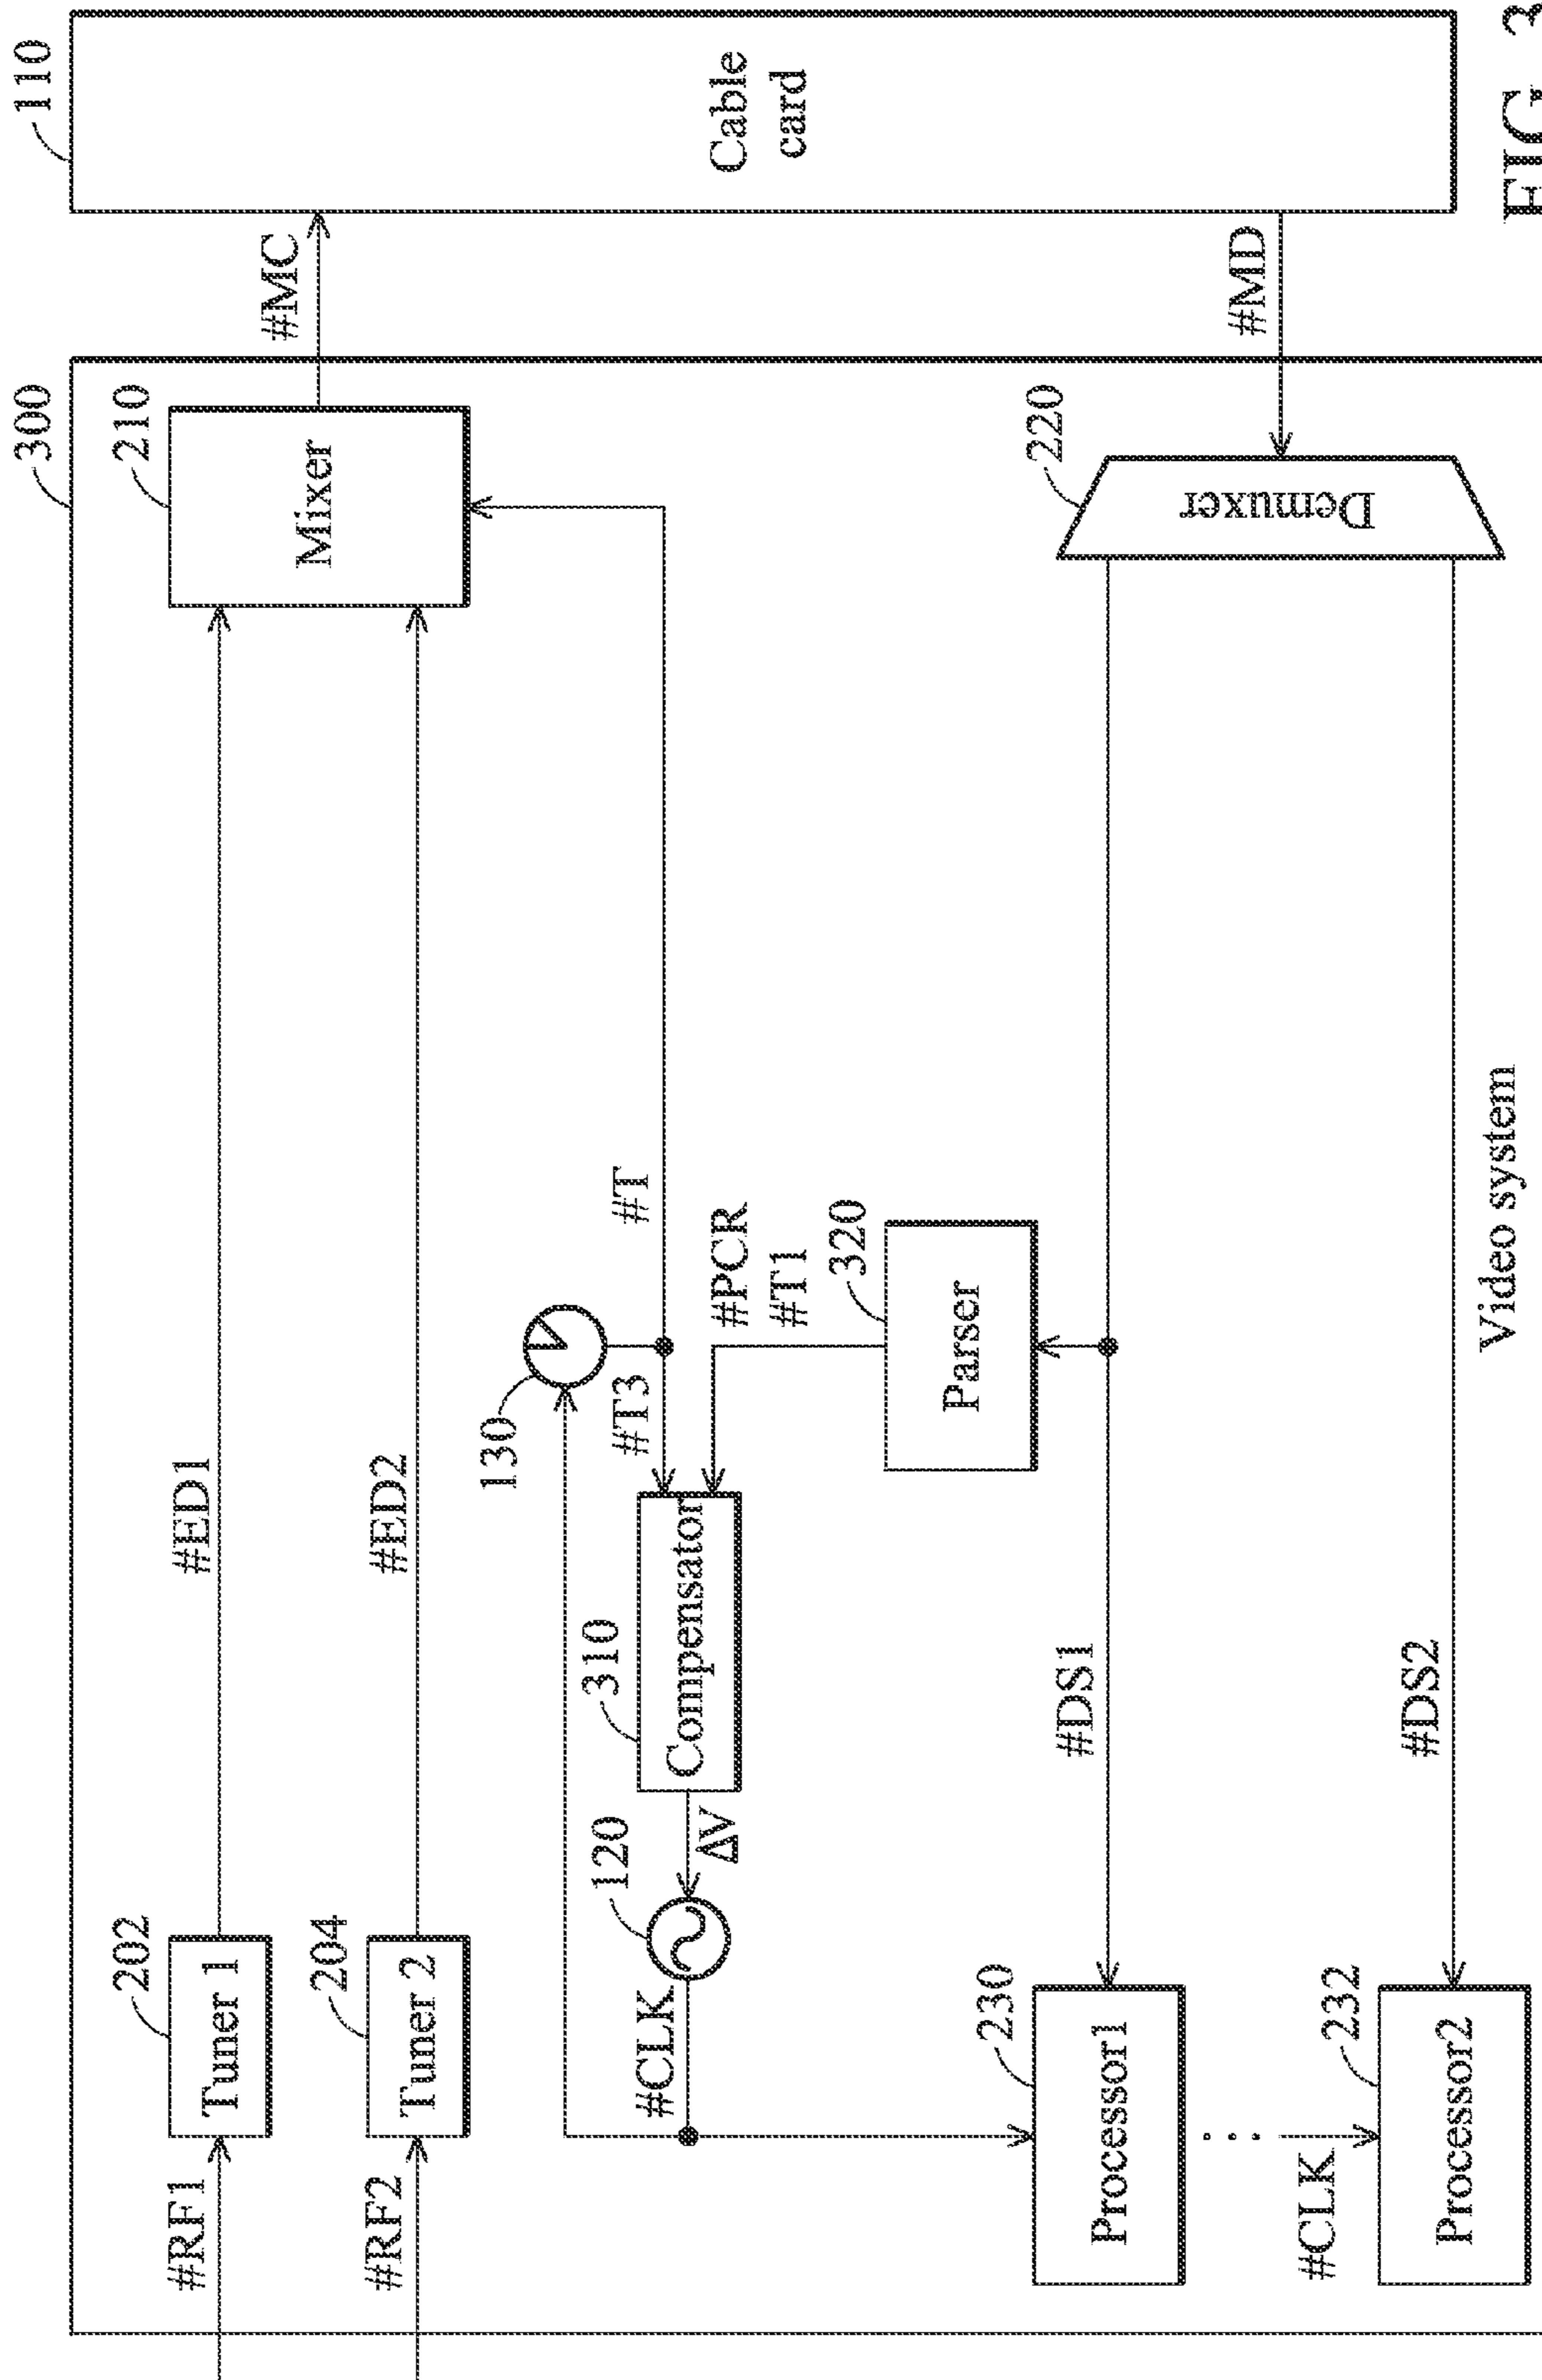 300
110
202
#RF1
Tuner 1
#ED1
210
Mixer
#MC
204
#RF2
Tuner 2
#ED2
130
#T3
#T
310
Compensator
120
ΔV
#CLK
#PCR
#T1
320
Parser
Cable
card
230
Processor1
#DS1
220
Demuxer
#MD
232
#CLK
Processor2
#DS2
Video system
FIG. 3